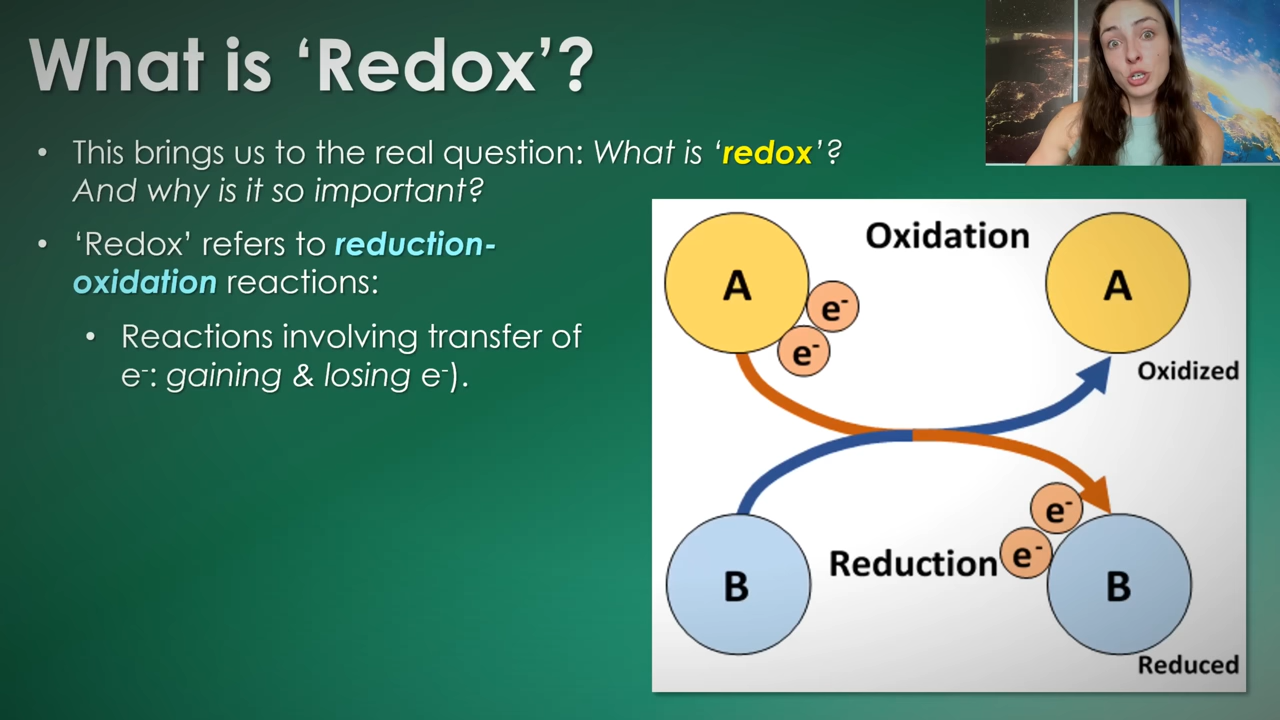 What is ‘Redox’?
• This brings us to the real question: What is ‘redox’?
And why is it so important?
• ‘Redox’ refers to reduction-
oxidation reactions:
• Reactions involving transfer of
e⁻: gaining & losing e⁻).
A
e⁻
e⁻
Oxidation
A
Oxidized
B
Reduction
e⁻
e⁻
B
Reduced